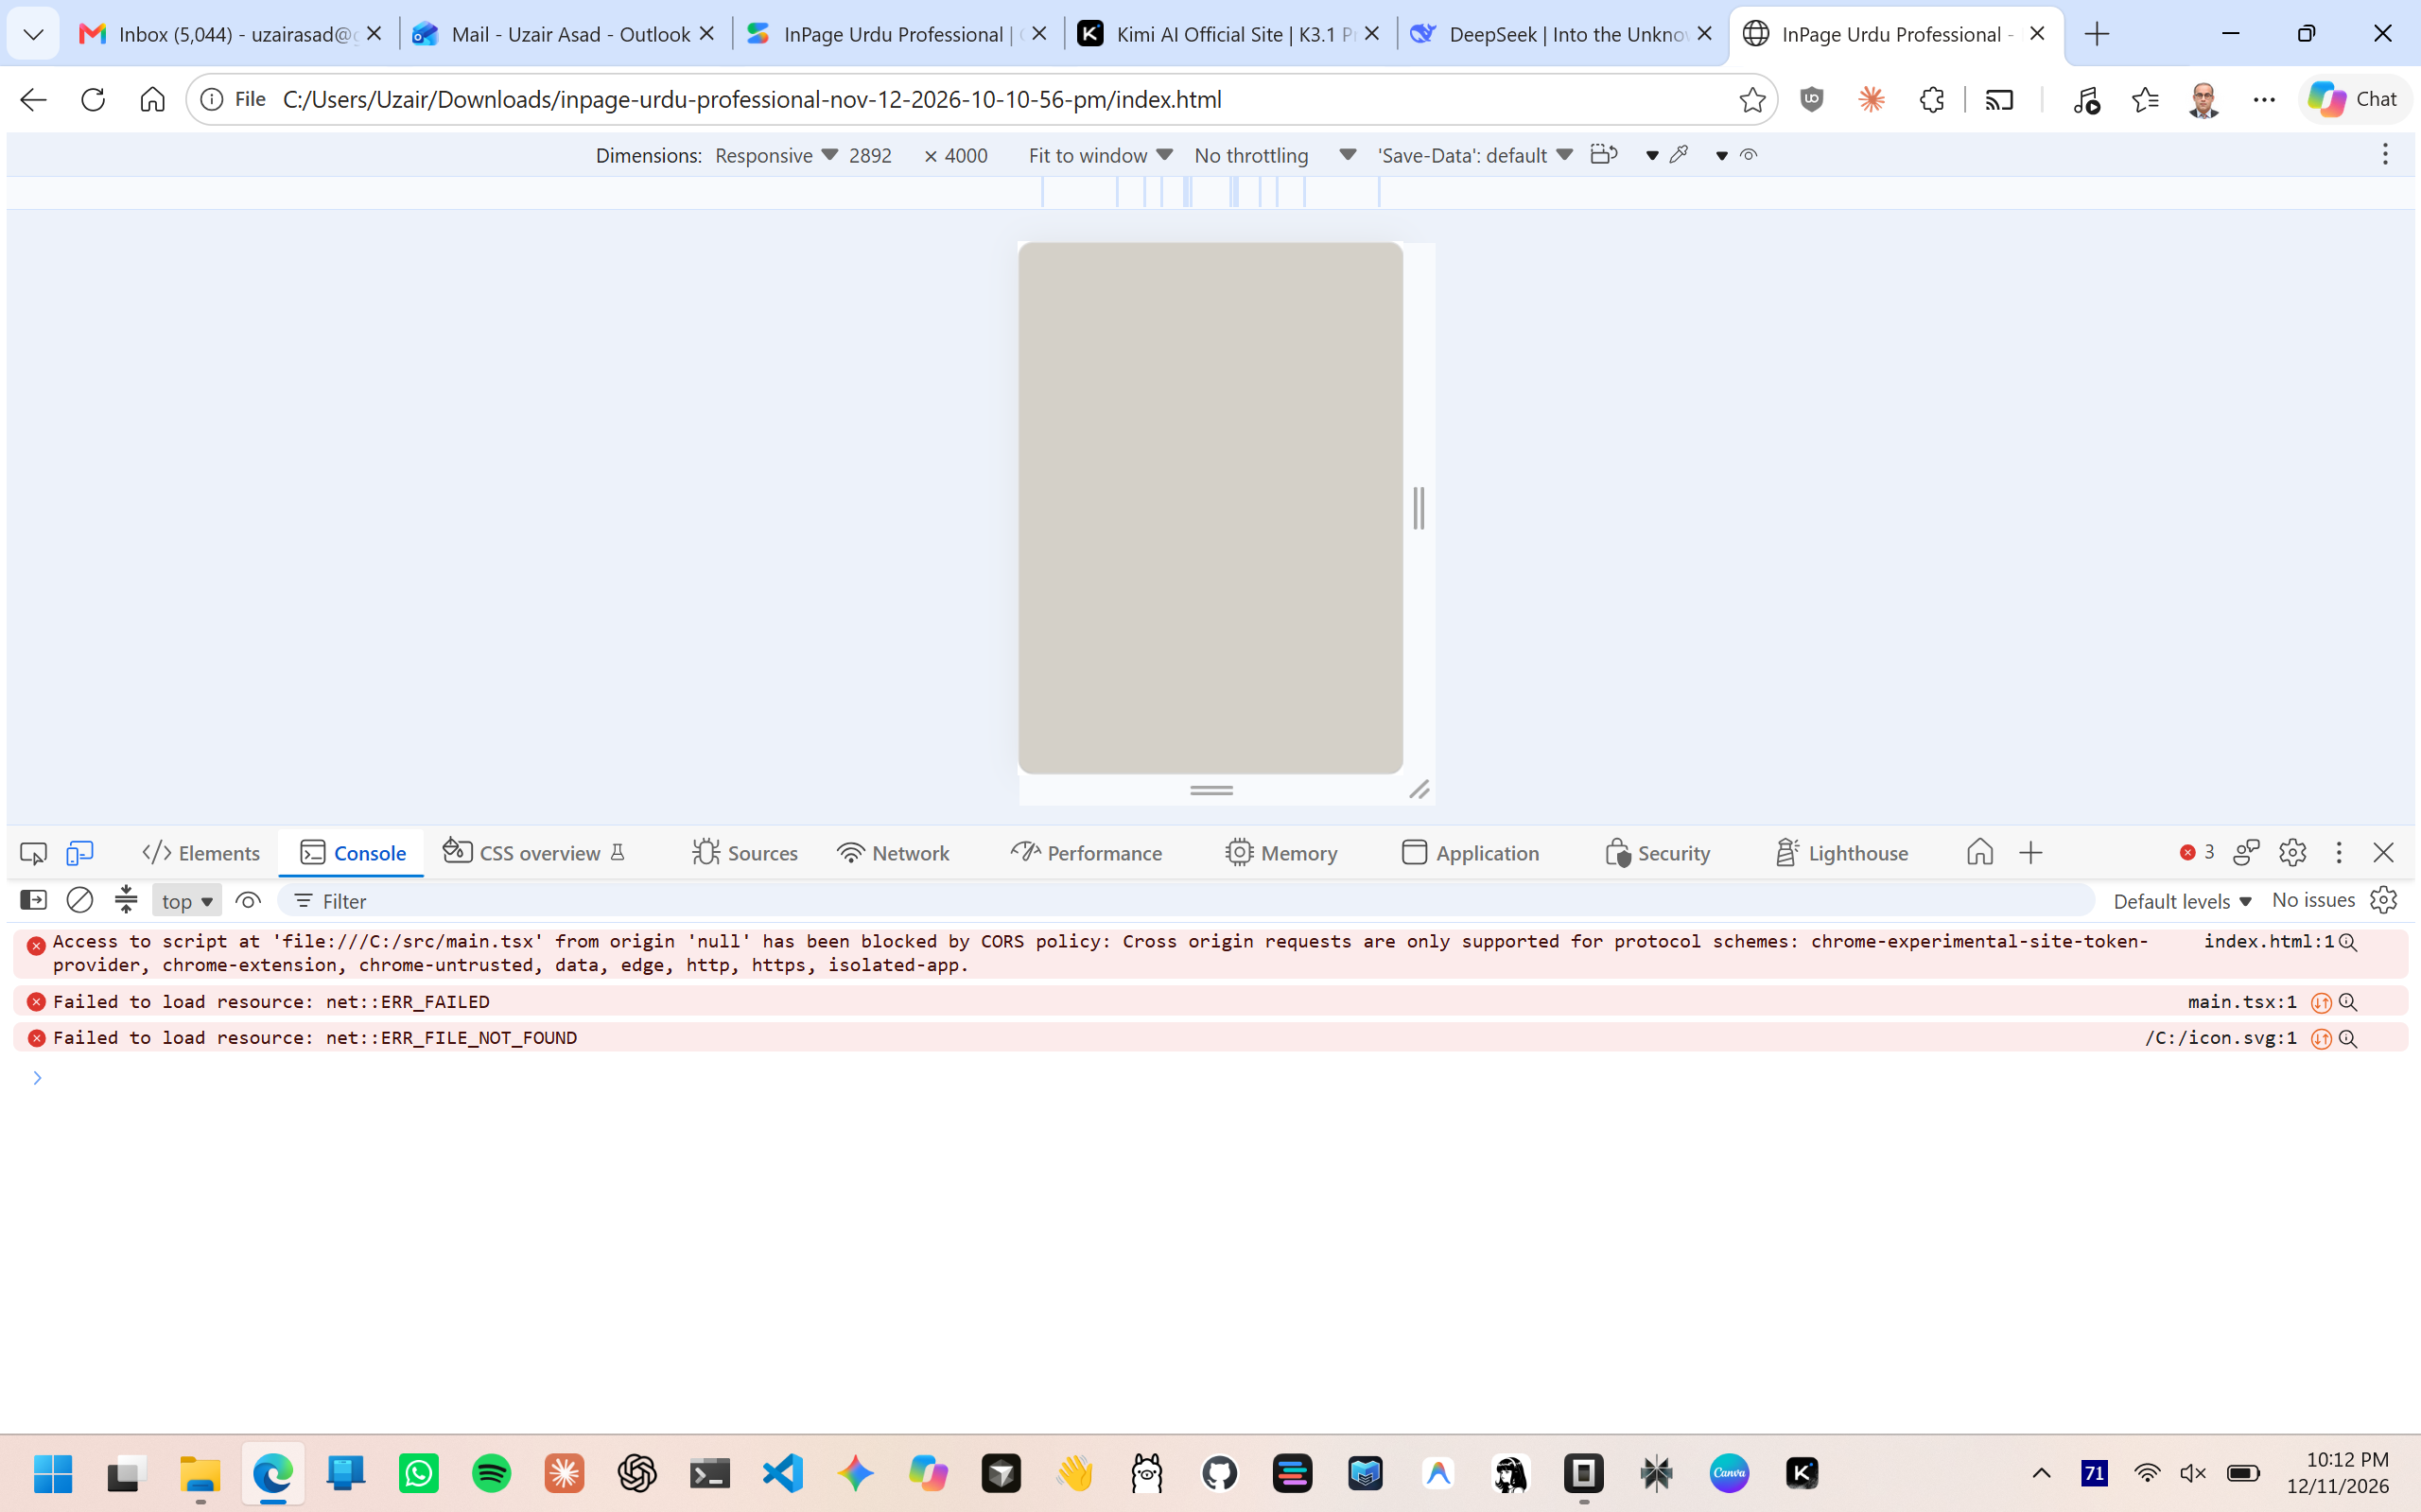 Inbox (5,044) - uzairasad@g
Mail - Uzair Asad - Outlook
InPage Urdu Professional |
Kimi AI Official Site | K3.1 Pr
DeepSeek | Into the Unknow
InPage Urdu Professional -
File C:/Users/Uzair/Downloads/inpage-urdu-professional-nov-12-2026-10-10-56-pm/index.html
Chat
Dimensions: Responsive 2892 × 4000 Fit to window No throttling 'Save-Data': default
Elements Console CSS overview Sources Network Performance Memory Application Security Lighthouse 3
top Filter Default levels No issues
Access to script at 'file:///C:/src/main.tsx' from origin 'null' has been blocked by CORS policy: Cross origin requests are only supported for protocol schemes: chrome-experimental-site-token- index.html:1
provider, chrome-extension, chrome-untrusted, data, edge, http, https, isolated-app.
Failed to load resource: net::ERR_FAILED main.tsx:1
Failed to load resource: net::ERR_FILE_NOT_FOUND /C:/icon.svg:1
Canva
71
10:12 PM
12/11/2026